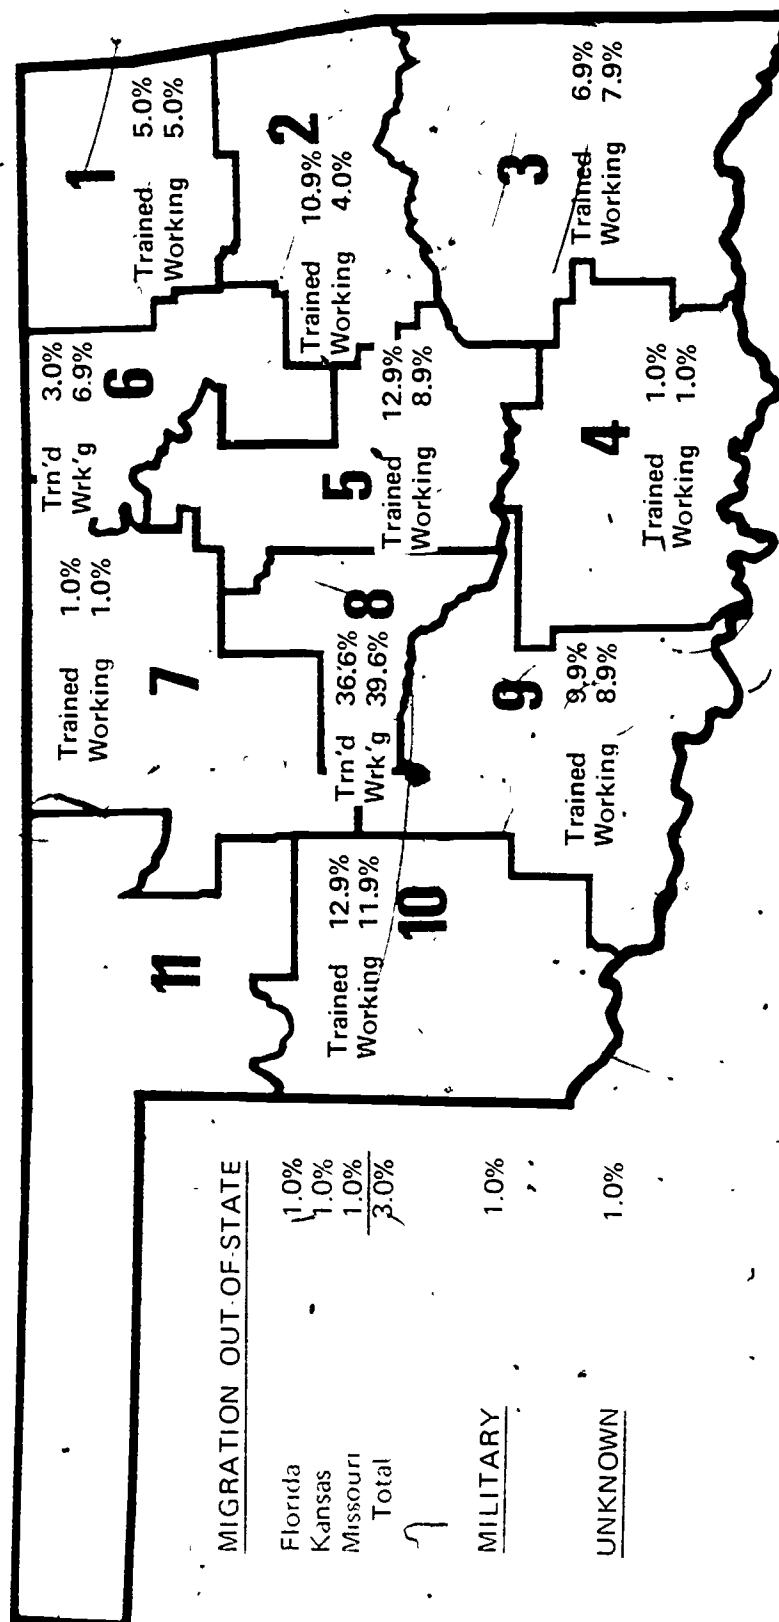 1
Trained 5.0%
Working 5.0%
2
Trained 10.9%
Working 4.0%
3
Trained 6.9%
Working 7.9%
4
Trained 1.0%
Working 1.0%
5
Trained 12.9%
Working 8.9%
6
Trn'd 3.0%
Wrk'g 6.9%
7
Trained 1.0%
Working 1.0%
8
Trn'd 36.6%
Wrk'g 39.6%
9
Trained 9.9%
Working 8.9%
10
Trained 12.9%
Working 11.9%
11
MIGRATION OUT-OF-STATE
Florida 1.0%
Kansas 1.0%
Missouri 1.0%
Total 3.0%
MILITARY 1.0%
UNKNOWN 1.0%